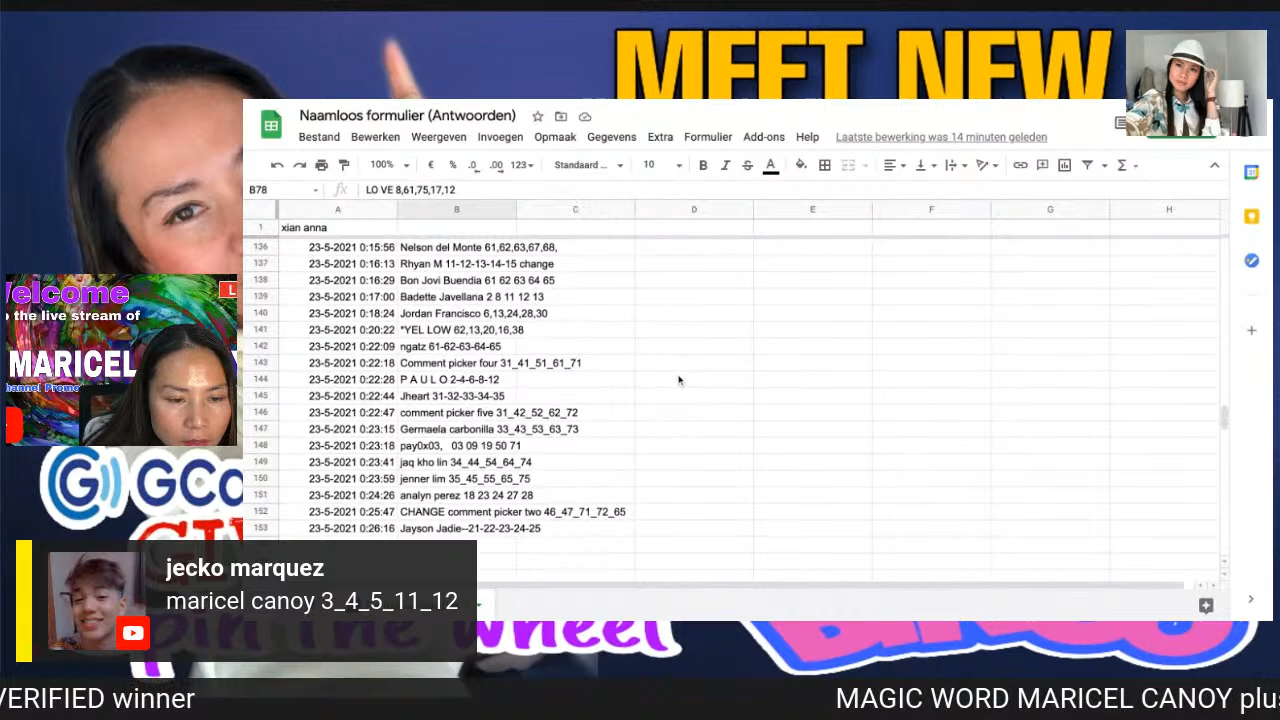 MEET NEW
Naamloos formulier (Antwoorden)
Bestand Bewerken Weergeven Invoegen Opmaak Gegevens Extra Formulier Add-ons Help Laatste bewerking was 14 minuten geleden
100% € % .0 .00 123 Standaard ... 10 B I S A
B78 fx LO VE 8,61,75,17,12
A B C D E F G H
1 xian anna
136 23-5-2021 0:15:56 Nelson del Monte 61,62,63,67,68,
137 23-5-2021 0:16:13 Rhyan M 11-12-13-14-15 change
138 23-5-2021 0:16:29 Bon Jovi Buendia 61 62 63 64 65
139 23-5-2021 0:17:00 Badette Javellana 2 8 11 12 13
140 23-5-2021 0:18:24 Jordan Francisco 6,13,24,28,30
141 23-5-2021 0:20:22 *YEL LOW 62,13,20,16,38
142 23-5-2021 0:22:09 ngatz 61-62-63-64-65
143 23-5-2021 0:22:18 Comment picker four 31_41_51_61_71
144 23-5-2021 0:22:28 P A U L O 2-4-6-8-12
145 23-5-2021 0:22:44 Jheart 31-32-33-34-35
146 23-5-2021 0:22:47 comment picker five 31_42_52_62_72
147 23-5-2021 0:23:15 Germaela carbonilla 33_43_53_63_73
148 23-5-2021 0:23:18 pay0x03, 03 09 19 50 71
149 23-5-2021 0:23:41 jaq kho lin 34_44_54_64_74
150 23-5-2021 0:23:59 jenner lim 35_45_55_65_75
151 23-5-2021 0:24:26 analyn perez 18 23 24 27 28
152 23-5-2021 0:25:47 CHANGE comment picker two 46_47_71_72_65
153 23-5-2021 0:26:16 Jayson Jadie--21-22-23-24-25
Welcome
o the live stream of
MARICEL
hannel Promo
L
GCa
jecko marquez
maricel canoy 3_4_5_11_12
pin The wheel
BINGO
VERIFIED winner
MAGIC WORD MARICEL CANOY plu